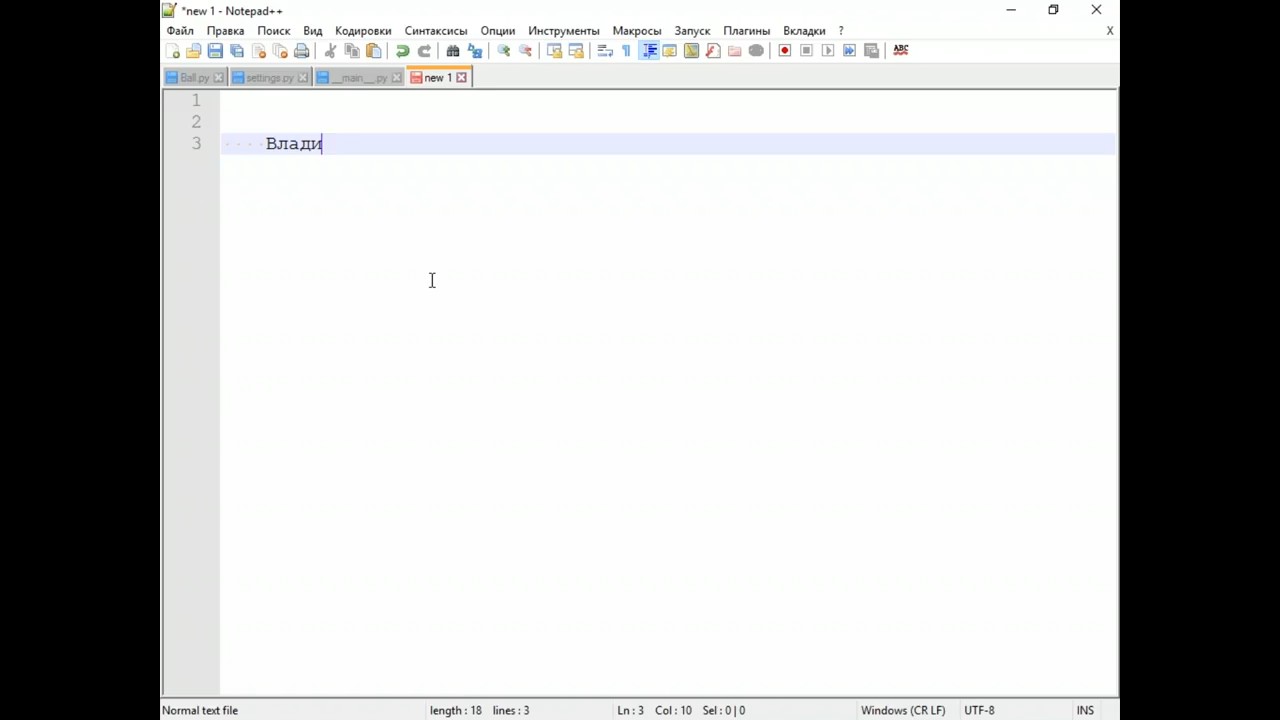 *new 1 - Notepad++
Файл Правка Поиск Вид Кодировки Синтаксисы Опции Инструменты Макросы Запуск Плагины Вкладки ? X
ABC
Ball.py settings.py __main__.py new 1
1
2
3 Влади
Normal text file length : 18 lines : 3 Ln : 3 Col : 10 Sel : 0 | 0 Windows (CR LF) UTF-8 INS